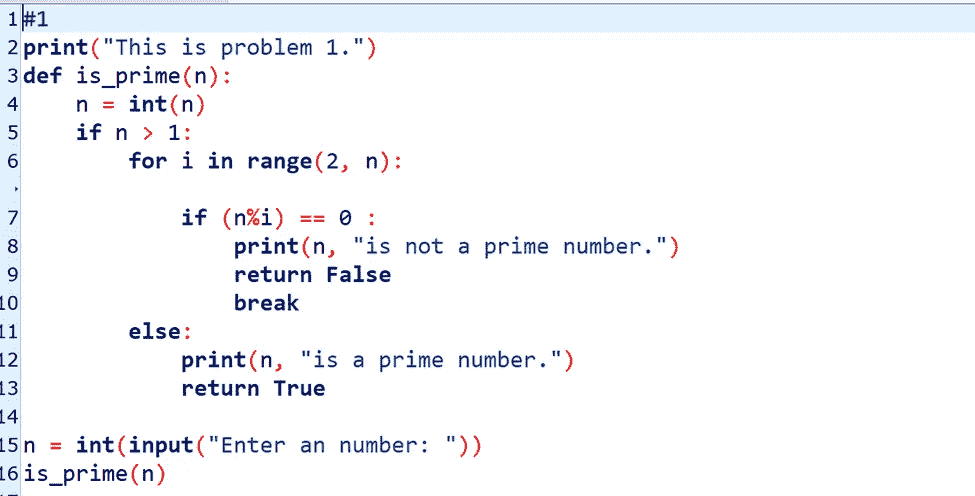 1 #1
2 print("This is problem 1.")
3 def is_prime(n):
4     n = int(n)
5     if n > 1:
6         for i in range(2, n):
7             if (n%i) == 0 :
8                 print(n, "is not a prime number.")
9                 return False
10                 break
11         else:
12             print(n, "is a prime number.")
13             return True
14
15 n = int(input("Enter an number: "))
16 is_prime(n)